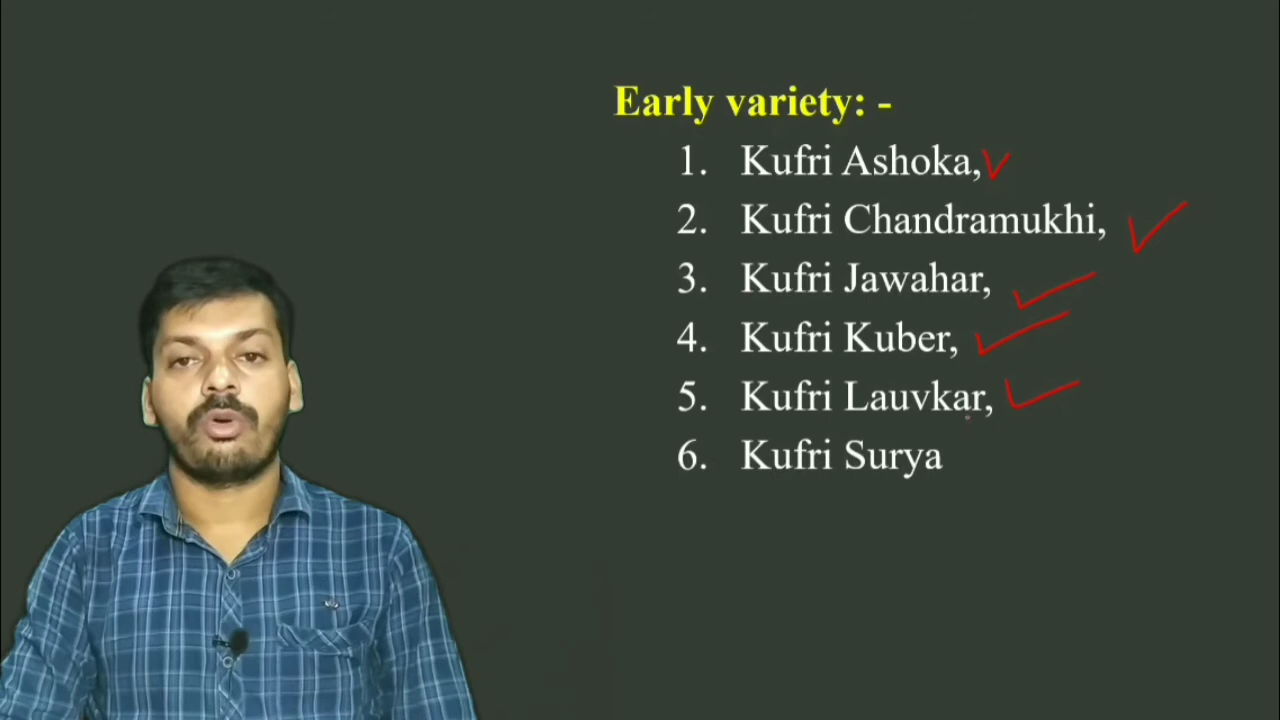 Early variety: -
1. Kufri Ashoka,
2. Kufri Chandramukhi,
3. Kufri Jawahar,
4. Kufri Kuber,
5. Kufri Lauvkar,
6. Kufri Surya